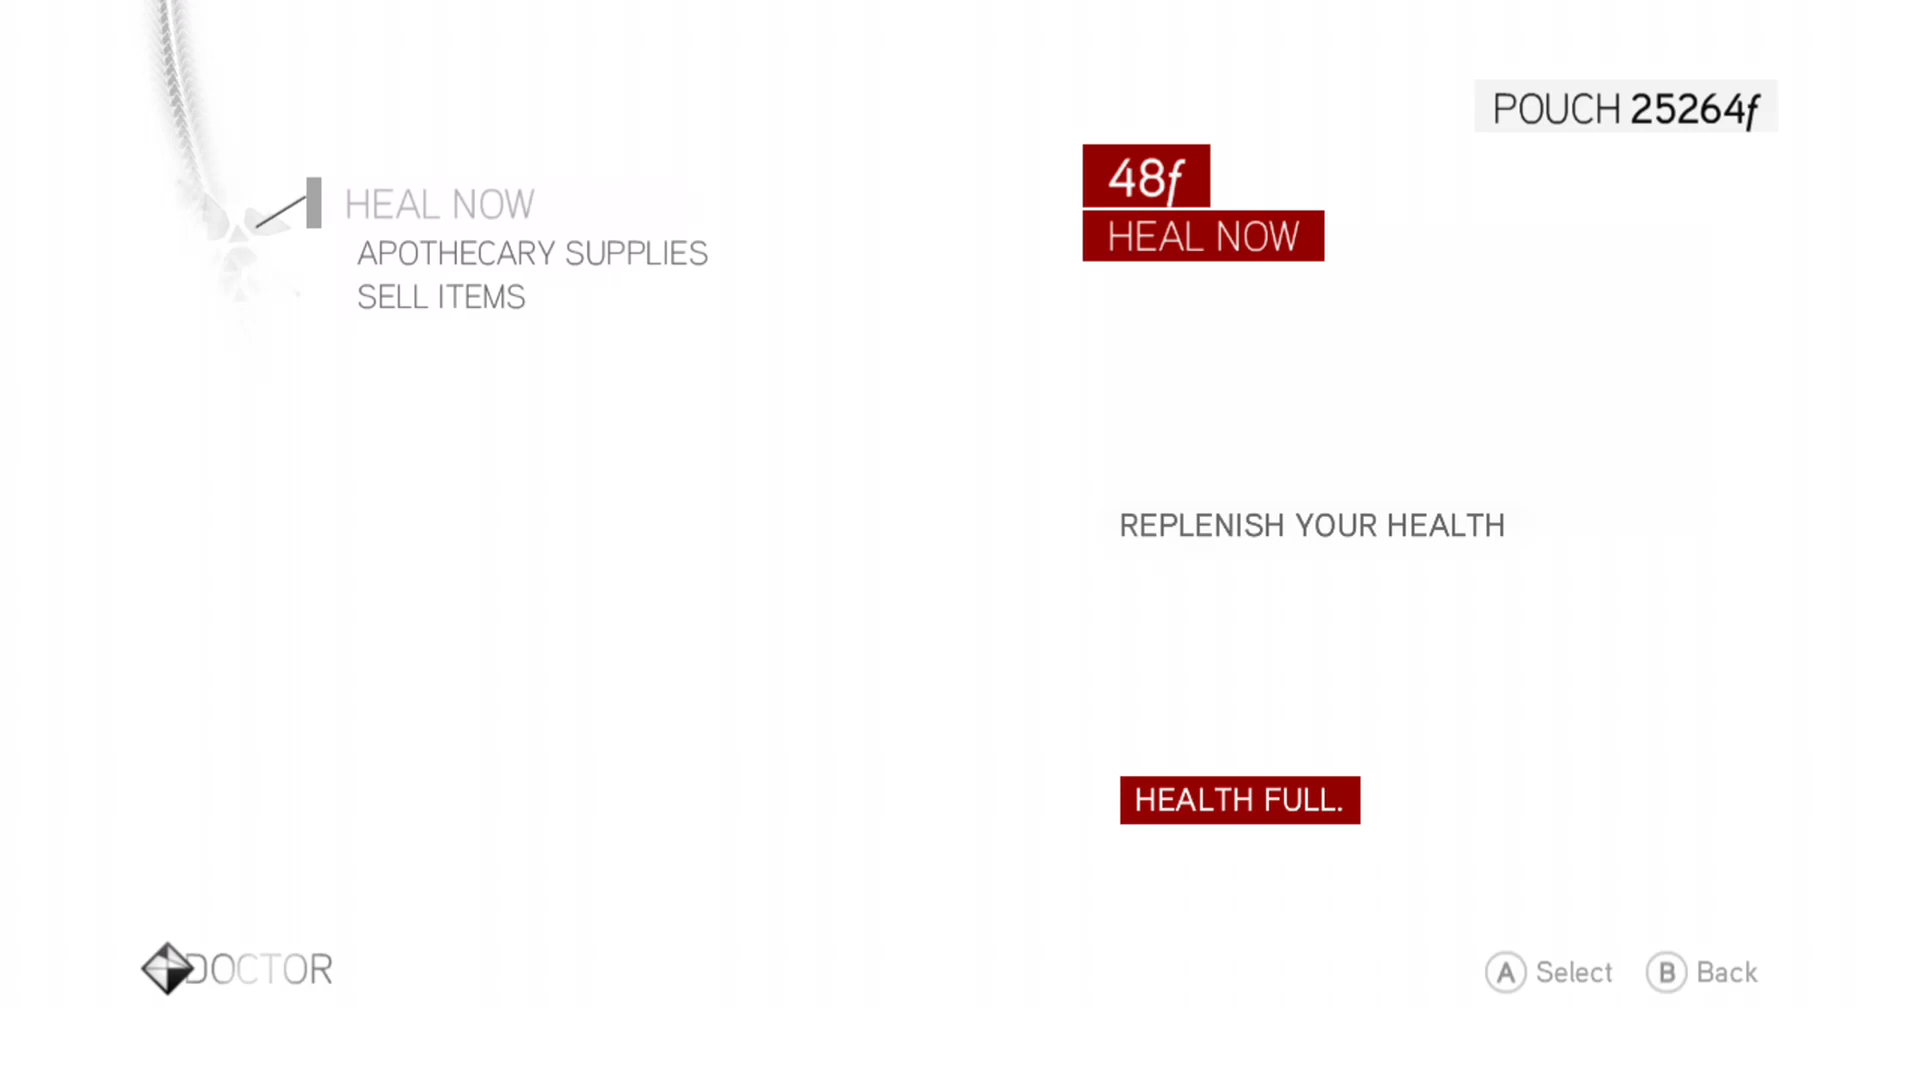 POUCH 25264f
48f
HEAL NOW
HEAL NOW
APOTHECARY SUPPLIES
SELL ITEMS
REPLENISH YOUR HEALTH
HEALTH FULL.
DOCTOR
A Select B Back